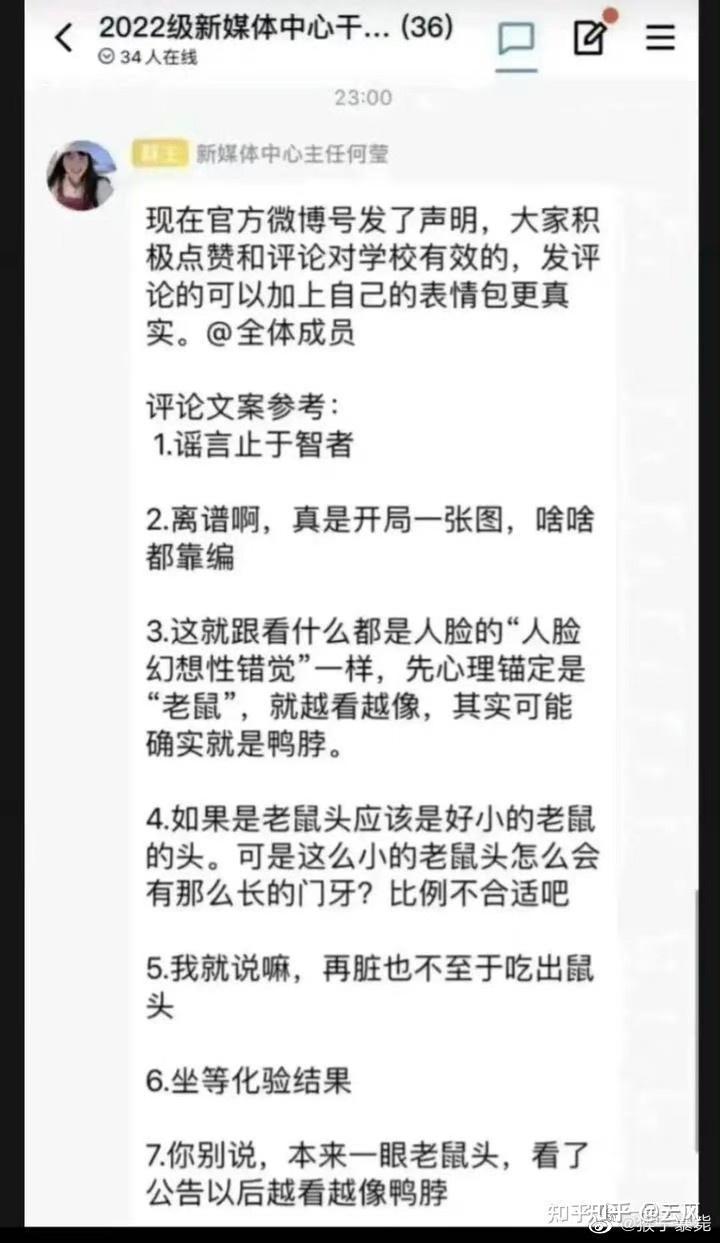 2022级新媒体中心干... (36)
34人在线
23:00
群主 新媒体中心主任何莹
现在官方微博号发了声明，大家积
极点赞和评论对学校有效的，发评
论的可以加上自己的表情包更真
实。@全体成员
评论文案参考：
1.谣言止于智者
2.离谱啊，真是开局一张图，啥啥
都靠编
3.这就跟看什么都是人脸的“人脸
幻想性错觉”一样，先心理锚定是
“老鼠”，就越看越像，其实可能
确实就是鸭脖。
4.如果是老鼠头应该是好小的老鼠
的头。可是这么小的老鼠头怎么会
有那么长的门牙？比例不合适吧
5.我就说嘛，再脏也不至于吃出鼠
头
6.坐等化验结果
7.你别说，本来一眼老鼠头，看了
公告以后越看越像鸭脖
知乎 @云风
@猴子暴毙